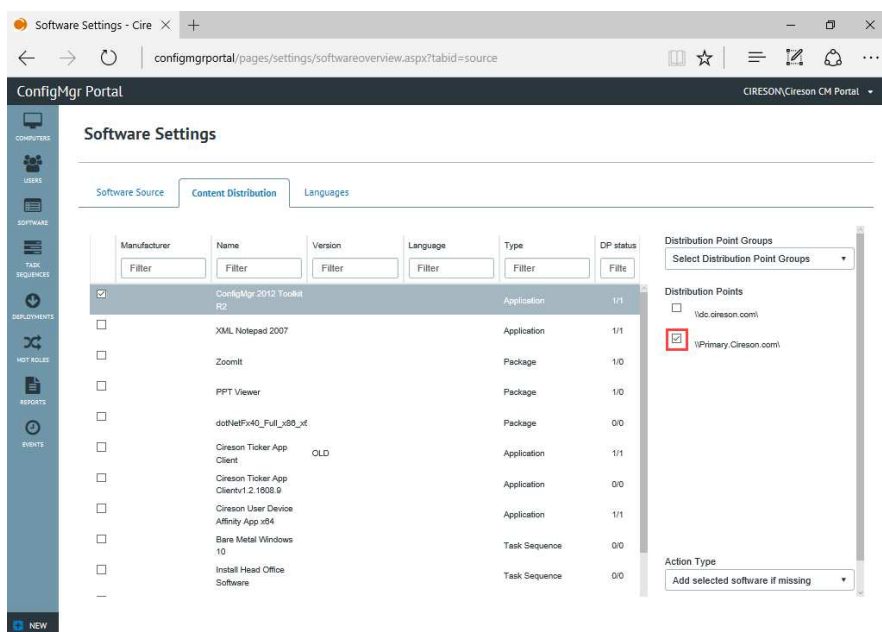 Software Settings - Cire
configmgrportal/pages/settings/softwareoverview.aspx?tabid=source
ConfigMgr Portal
CIRESON\Cireson CM Portal
COMPUTERS
USERS
SOFTWARE
TASK
SEQUENCES
DEPLOYMENTS
HOT ROLES
REPORTS
EVENTS
NEW
Software Settings
Software Source
Content Distribution
Languages
Manufacturer Name Version Language Type DP status
Filter Filter Filter Filter Filter Filte
ConfigMgr 2012 Toolkit
R2
Application 1/1
XML Notepad 2007 Application 1/1
ZoomIt Package 1/0
PPT Viewer Package 1/0
dotNetFx40_Full_x86_x6 Package 0/0
Cireson Ticker App
Client
OLD Application 1/1
Cireson Ticker App
Clientv1.2.1608.9
Application 0/0
Cireson User Device
Affinity App x64
Application 1/1
Bare Metal Windows
10
Task Sequence 0/0
Install Head Office
Software
Task Sequence 0/0
Distribution Point Groups
Select Distribution Point Groups
Distribution Points
\\dc.cireson.com\
\\Primary.Cireson.com\
Action Type
Add selected software if missing